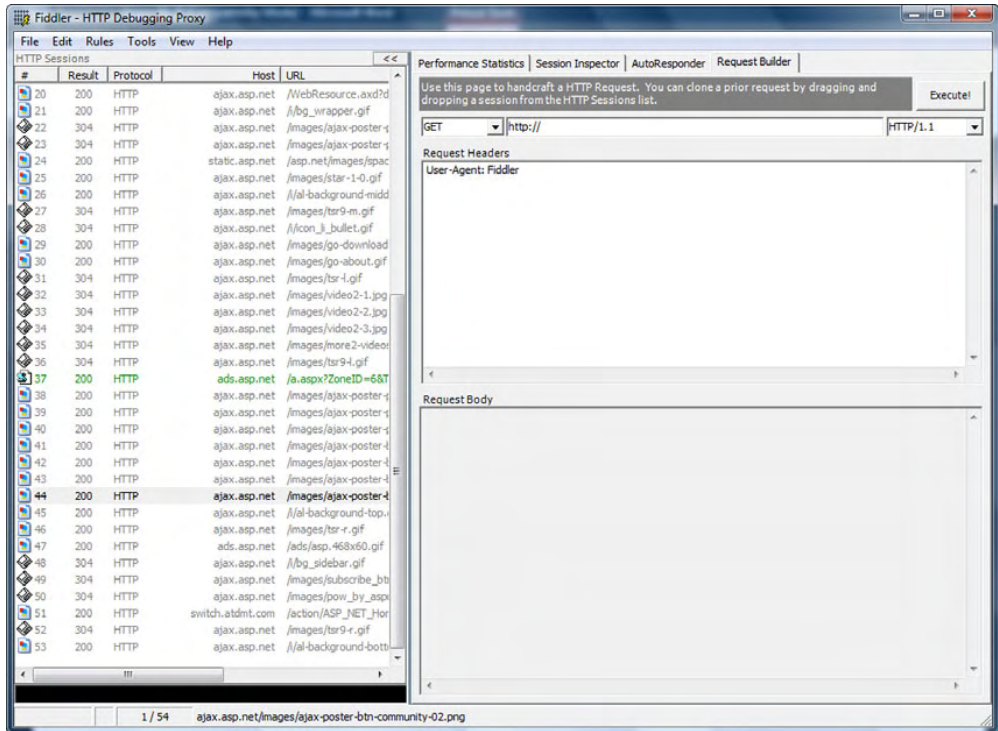 Fiddler - HTTP Debugging Proxy
File Edit Rules Tools View Help
HTTP Sessions <<
# Result Protocol Host URL
20 200 HTTP ajax.asp.net /WebResource.axd?d
21 200 HTTP ajax.asp.net /i/bg_wrapper.gif
22 304 HTTP ajax.asp.net /images/ajax-poster-p
23 304 HTTP ajax.asp.net /images/ajax-poster-p
24 200 HTTP static.asp.net /asp.net/images/spac
25 200 HTTP ajax.asp.net /images/star-1-0.gif
26 200 HTTP ajax.asp.net /i/al-background-midd
27 304 HTTP ajax.asp.net /images/tsr9-m.gif
28 304 HTTP ajax.asp.net /i/icon_li_bullet.gif
29 200 HTTP ajax.asp.net /images/go-download
30 200 HTTP ajax.asp.net /images/go-about.gif
31 304 HTTP ajax.asp.net /images/tsr-l.gif
32 304 HTTP ajax.asp.net /images/video2-1.jpg
33 304 HTTP ajax.asp.net /images/video2-2.jpg
34 304 HTTP ajax.asp.net /images/video2-3.jpg
35 304 HTTP ajax.asp.net /images/more2-videos
36 304 HTTP ajax.asp.net /images/tsr9-l.gif
37 200 HTTP ads.asp.net /a.aspx?ZoneID=6&T
38 200 HTTP ajax.asp.net /images/ajax-poster-p
39 200 HTTP ajax.asp.net /images/ajax-poster-p
40 200 HTTP ajax.asp.net /images/ajax-poster-p
41 200 HTTP ajax.asp.net /images/ajax-poster-b
42 200 HTTP ajax.asp.net /images/ajax-poster-b
43 200 HTTP ajax.asp.net /images/ajax-poster-b
44 200 HTTP ajax.asp.net /images/ajax-poster-b
45 200 HTTP ajax.asp.net /i/al-background-top.
46 200 HTTP ajax.asp.net /images/tsr-r.gif
47 200 HTTP ads.asp.net /ads/asp.468x60.gif
48 304 HTTP ajax.asp.net /i/bg_sidebar.gif
49 304 HTTP ajax.asp.net /images/subscribe_btn
50 304 HTTP ajax.asp.net /images/pow_by_aspx
51 200 HTTP switch.atdmt.com /action/ASP_NET_Hor
52 304 HTTP ajax.asp.net /images/tsr9-r.gif
53 200 HTTP ajax.asp.net /i/al-background-botto
1 / 54 ajax.asp.net/images/ajax-poster-btn-community-02.png
Performance Statistics Session Inspector AutoResponder Request Builder
Use this page to handcraft a HTTP Request. You can clone a prior request by dragging and
dropping a session from the HTTP Sessions list.
Execute!
GET http:// HTTP/1.1
Request Headers
User-Agent: Fiddler
Request Body